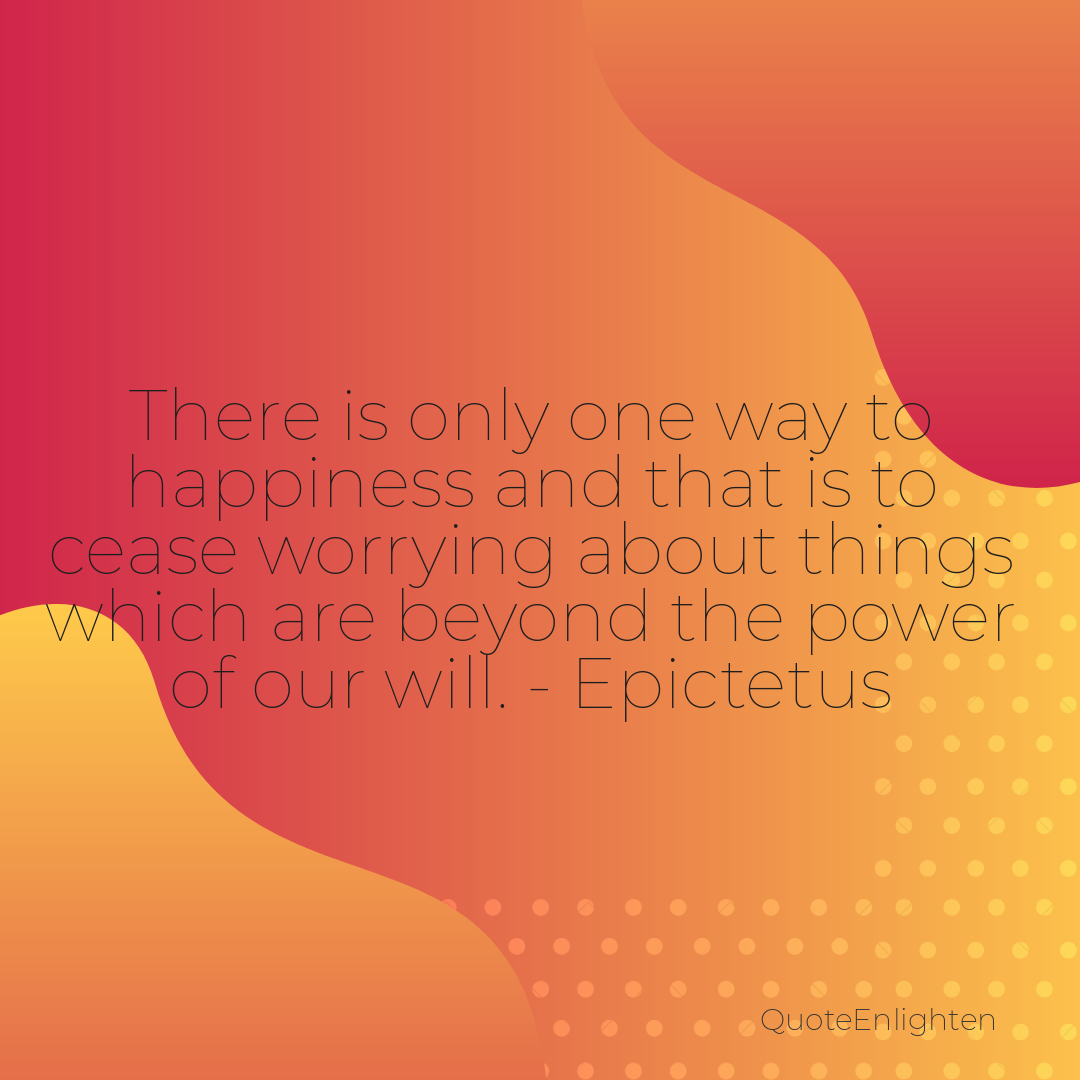 There is only one way to
happiness and that is to
cease worrying about things
which are beyond the power
of our will. - Epictetus
QuoteEnlighten